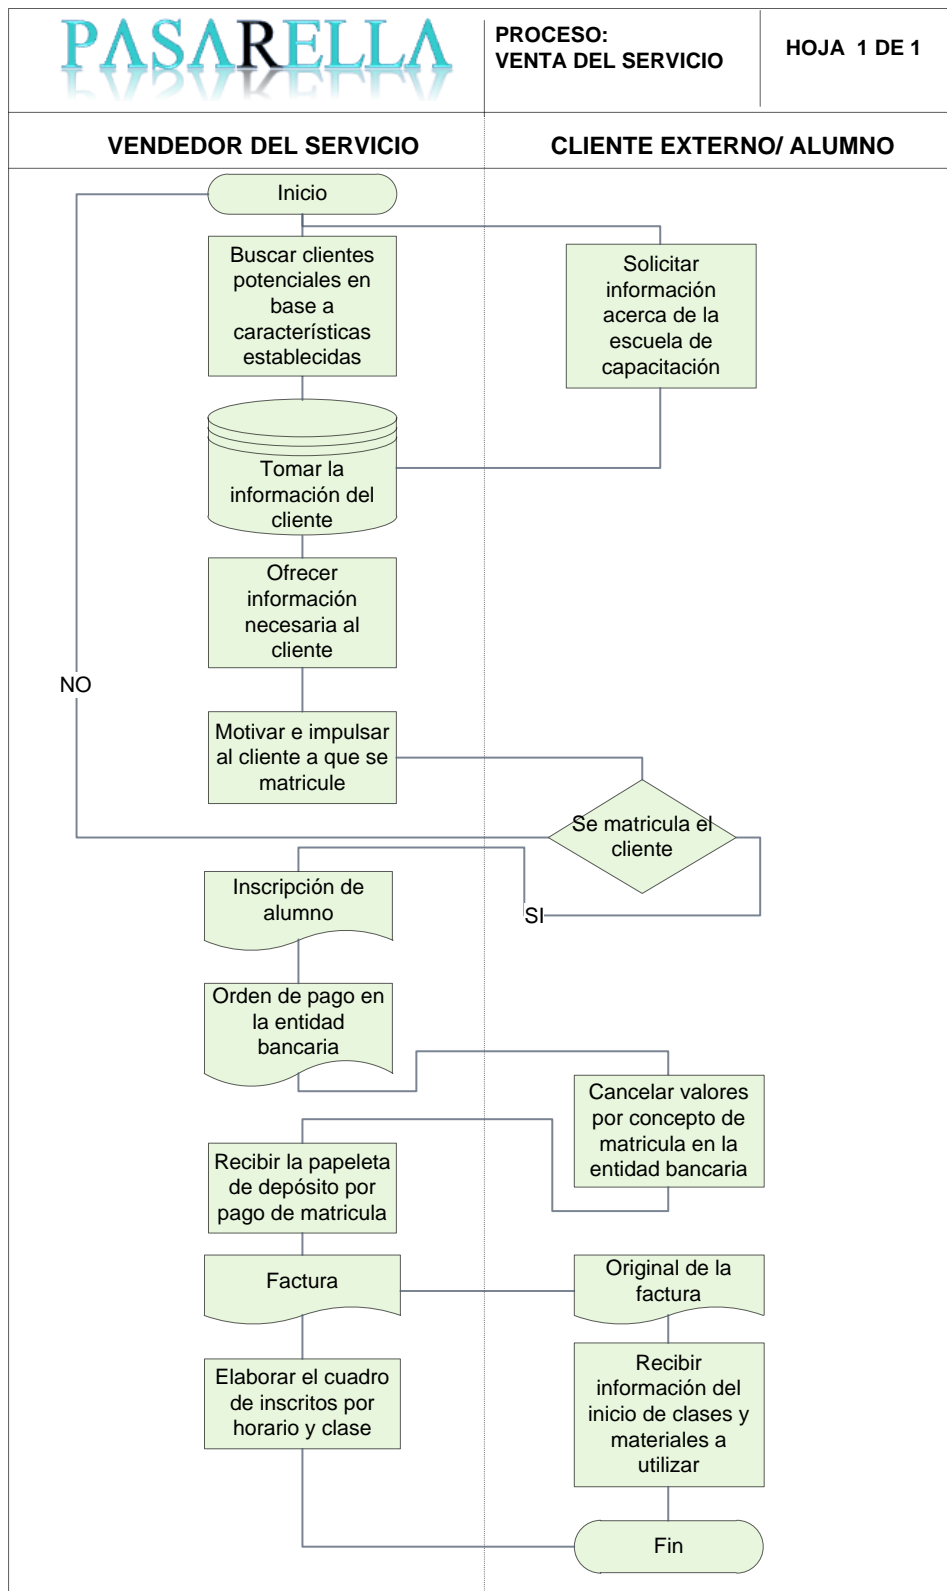 PASARELLA
PROCESO:
VENTA DEL SERVICIO
HOJA 1 DE 1
VENDEDOR DEL SERVICIO
CLIENTE EXTERNO/ ALUMNO
Inicio
Buscar clientes
potenciales en
base a
características
establecidas
Solicitar
información
acerca de la
escuela de
capacitación
Tomar la
información del
cliente
Ofrecer
información
necesaria al
cliente
NO
Motivar e impulsar
al cliente a que se
matricule
Se matricula el
cliente
SI
Inscripción de
alumno
Orden de pago en
la entidad
bancaria
Cancelar valores
por concepto de
matricula en la
entidad bancaria
Recibir la papeleta
de depósito por
pago de matricula
Factura
Original de la
factura
Elaborar el cuadro
de inscritos por
horario y clase
Recibir
información del
inicio de clases y
materiales a
utilizar
Fin